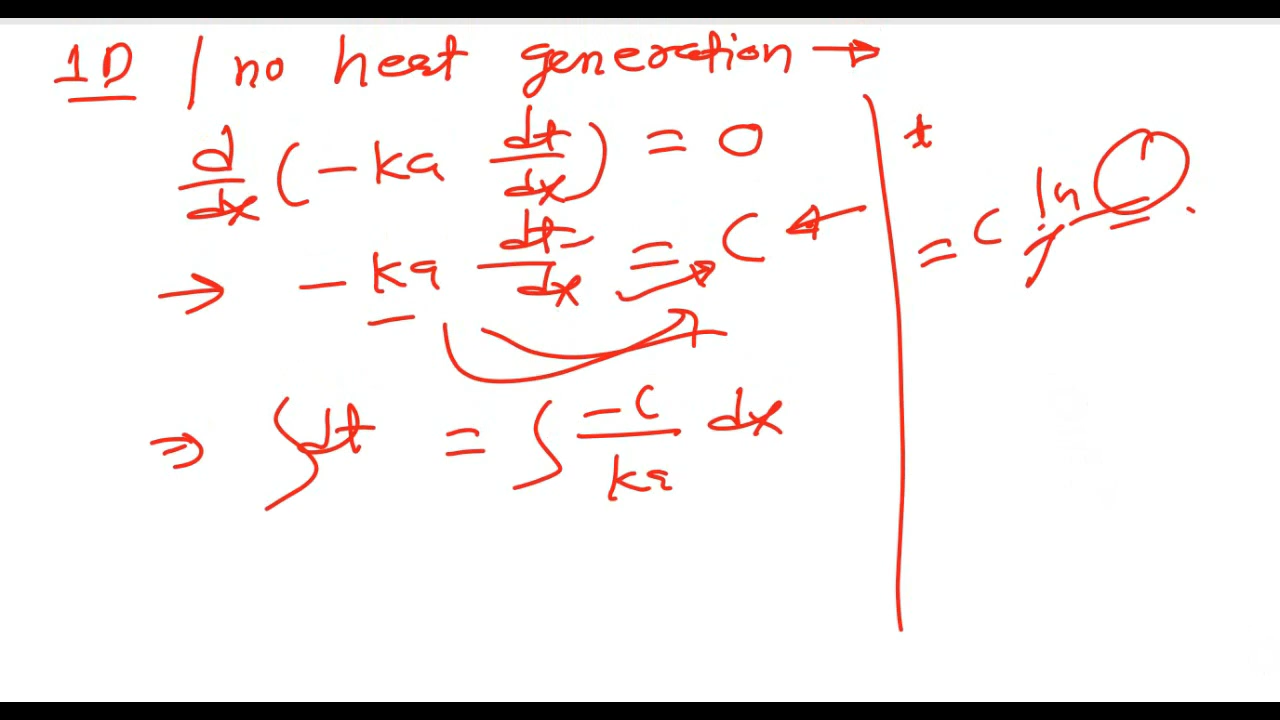 1D / no heat generation →
d/dx (-ka dt/dx) = 0
→ -ka dt/dx = C
⇒ ∫dt = ∫ -C/ka dx
t
= C ln